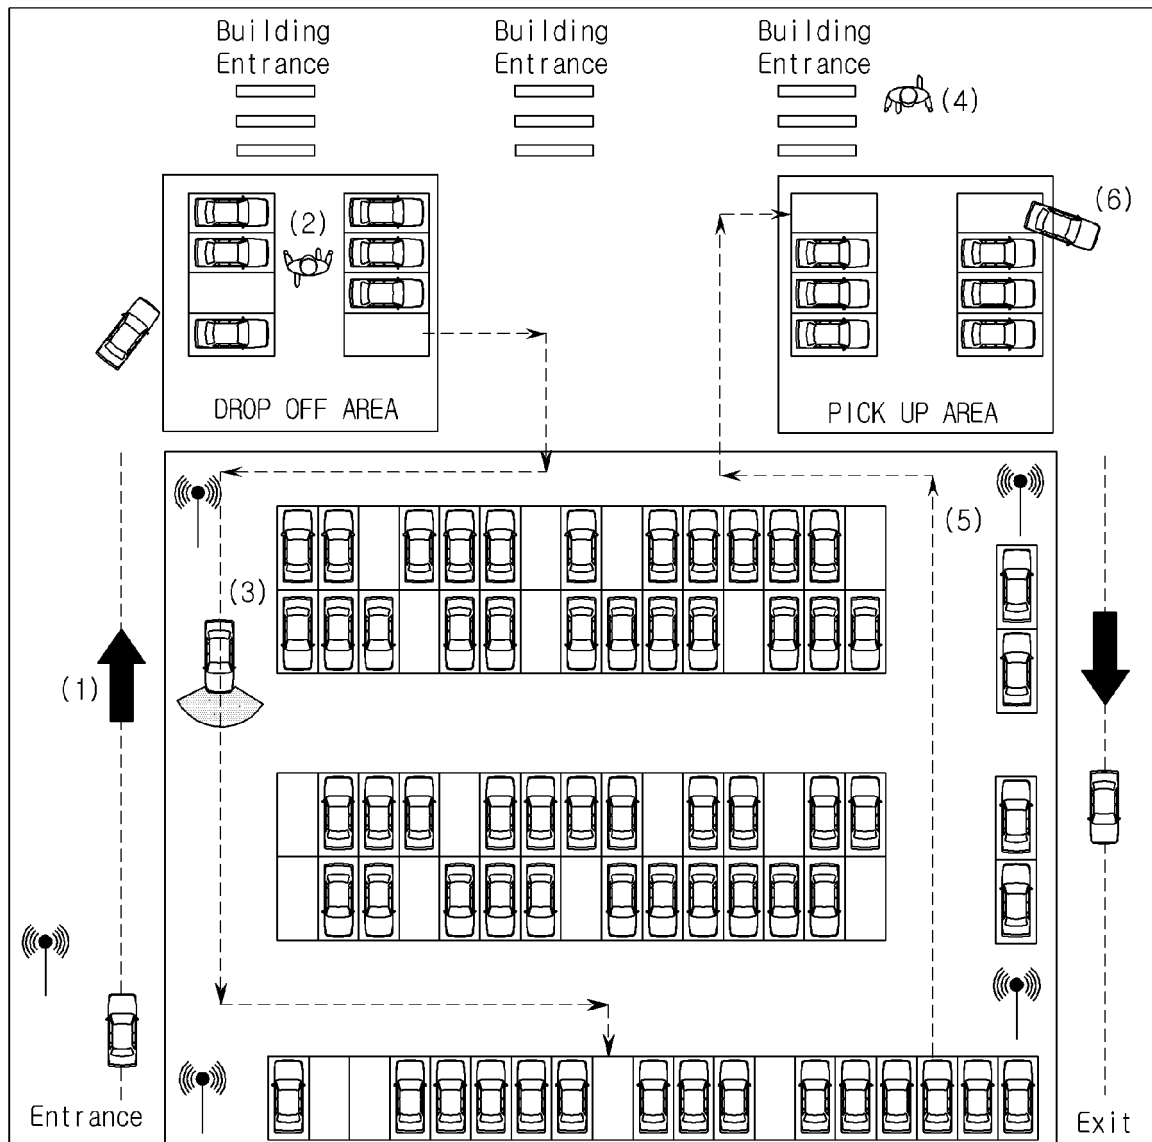 Building
Entrance
Building
Entrance
Building
Entrance
(4)
(2)
(6)
DROP OFF AREA
PICK UP AREA
(5)
(3)
(1)
Entrance
Exit